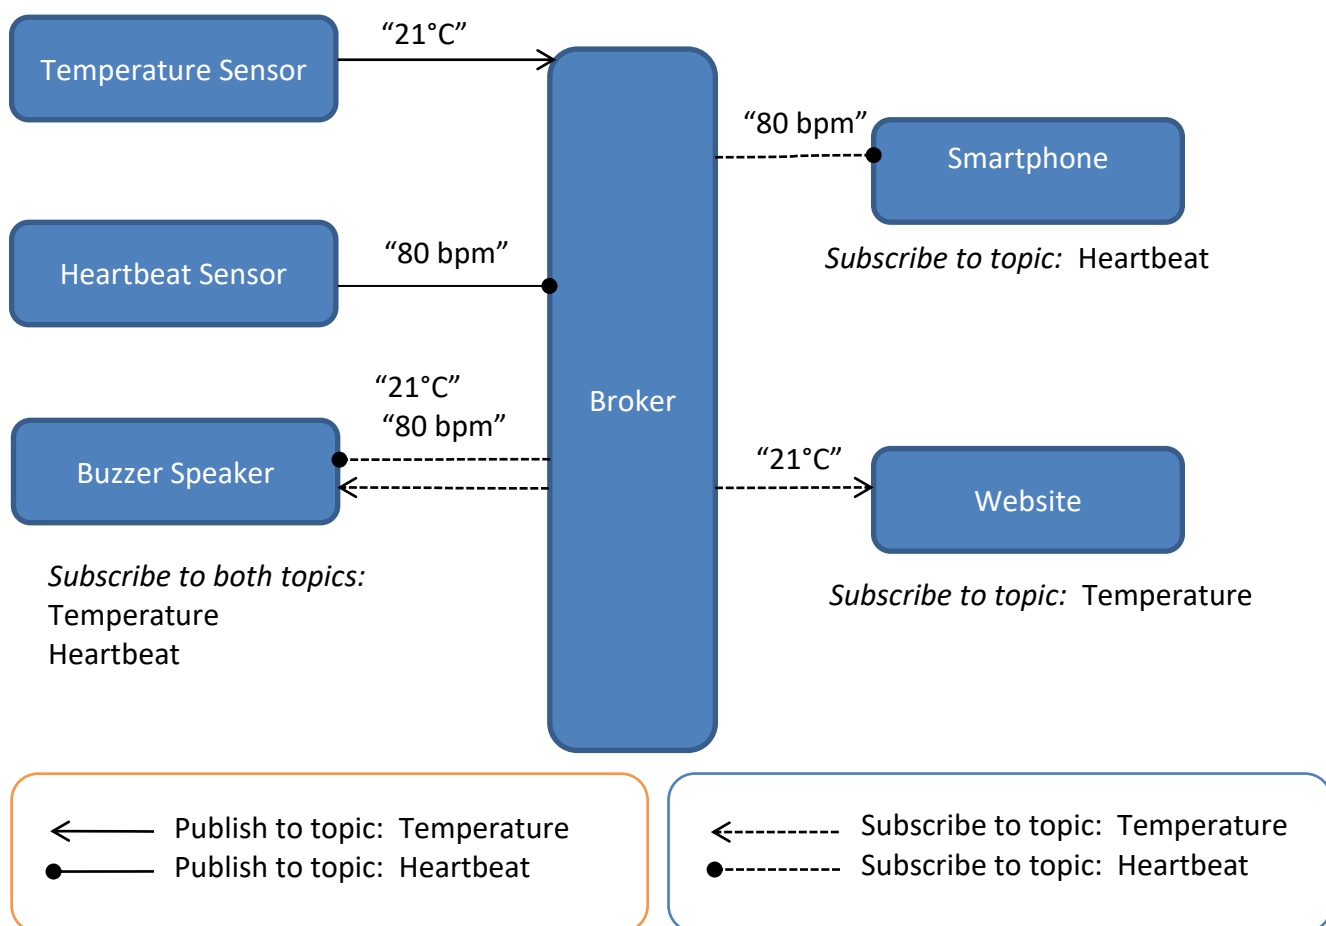 “21°C”
Temperature Sensor
“80 bpm”
Smartphone
Subscribe to topic:  Heartbeat
“80 bpm”
Heartbeat Sensor
“21°C”
“80 bpm”
Broker
Buzzer Speaker
“21°C”
Website
Subscribe to both topics:
Temperature
Heartbeat
Subscribe to topic:  Temperature
Publish to topic:  Temperature
Publish to topic:  Heartbeat
Subscribe to topic:  Temperature
Subscribe to topic:  Heartbeat